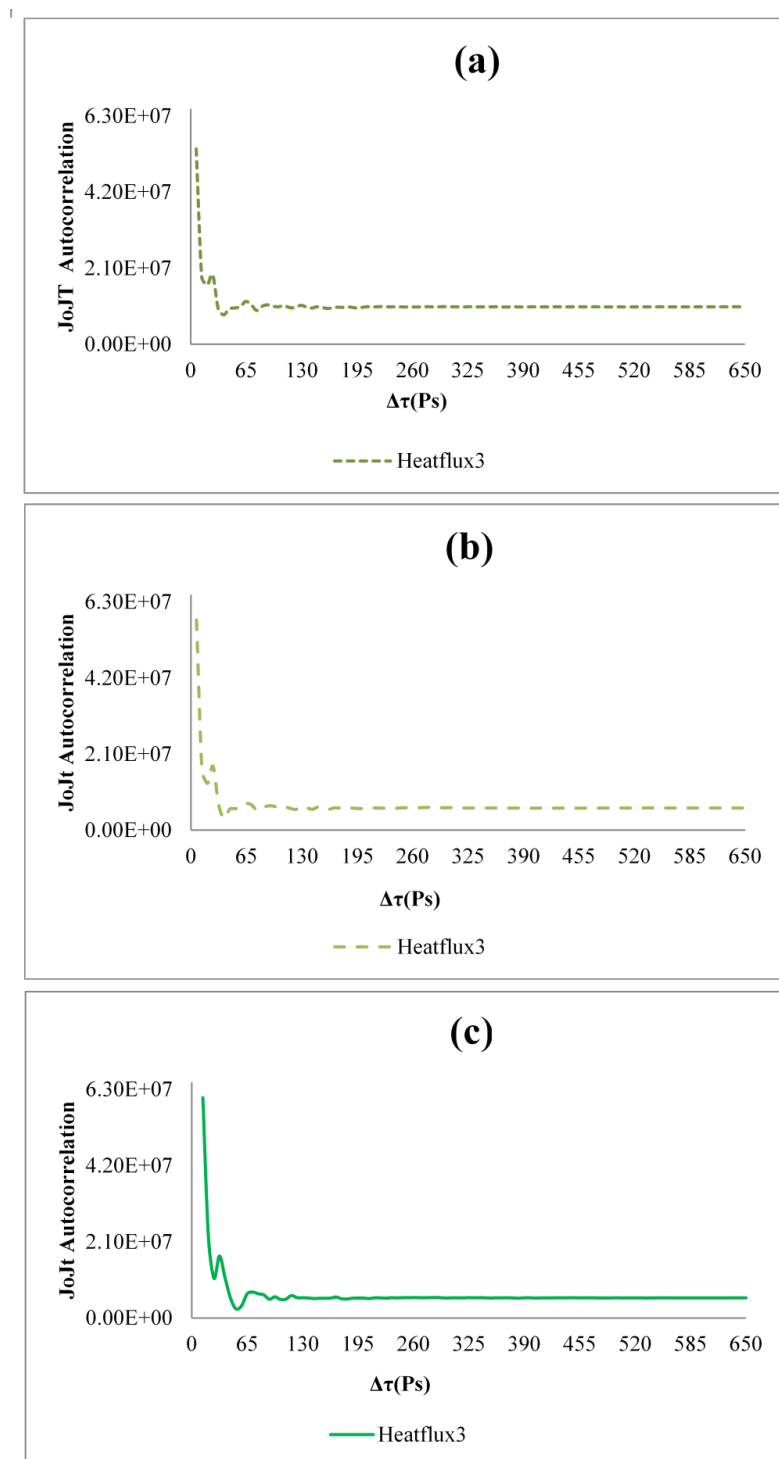 (a)
JoJT Autocorrelation
6.30E+07
4.20E+07
2.10E+07
0.00E+00
0 65 130 195 260 325 390 455 520 585 650
Δτ(Ps)
Heatflux3
(b)
JoJt Autocorrelation
6.30E+07
4.20E+07
2.10E+07
0.00E+00
0 65 130 195 260 325 390 455 520 585 650
Δτ(Ps)
Heatflux3
(c)
JoJt Autocorrelation
6.30E+07
4.20E+07
2.10E+07
0.00E+00
0 65 130 195 260 325 390 455 520 585 650
Δτ(Ps)
Heatflux3